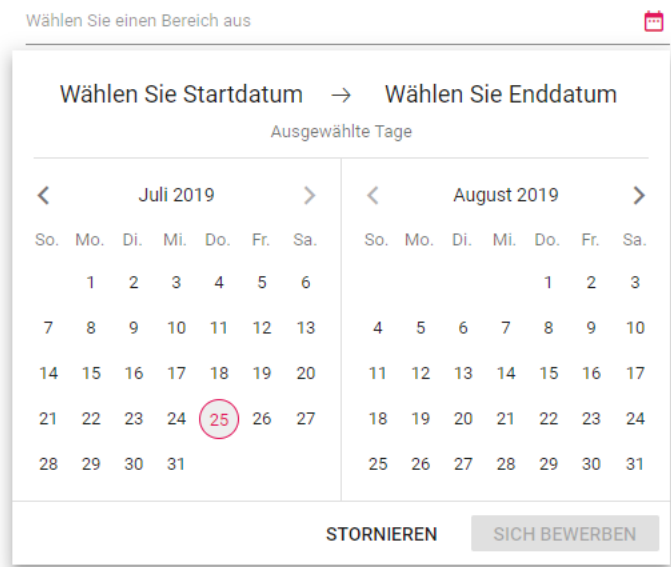 Wählen Sie einen Bereich aus
Wählen Sie Startdatum → Wählen Sie Enddatum
Ausgewählte Tage
Juli 2019
So. Mo. Di. Mi. Do. Fr. Sa.
1 2 3 4 5 6
7 8 9 10 11 12 13
14 15 16 17 18 19 20
21 22 23 24 25 26 27
28 29 30 31
August 2019
So. Mo. Di. Mi. Do. Fr. Sa.
1 2 3
4 5 6 7 8 9 10
11 12 13 14 15 16 17
18 19 20 21 22 23 24
25 26 27 28 29 30 31
STORNIEREN SICH BEWERBEN